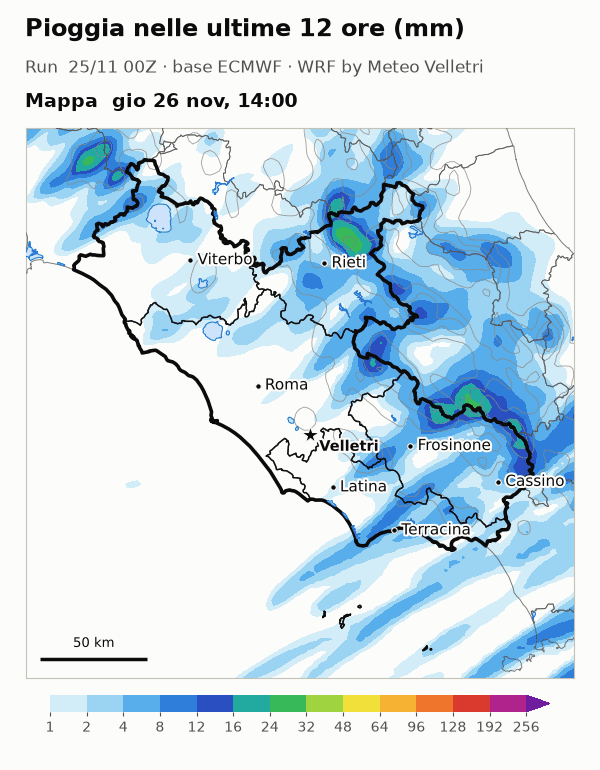 Pioggia nelle ultime 12 ore (mm)
Run  25/11 00Z · base ECMWF · WRF by Meteo Velletri
Mappa  gio 26 nov, 14:00
Viterbo
Rieti
Roma
Velletri
Frosinone
Cassino
Latina
Terracina
50 km
1 2 4 8 12 16 24 32 48 64 96 128 192 256